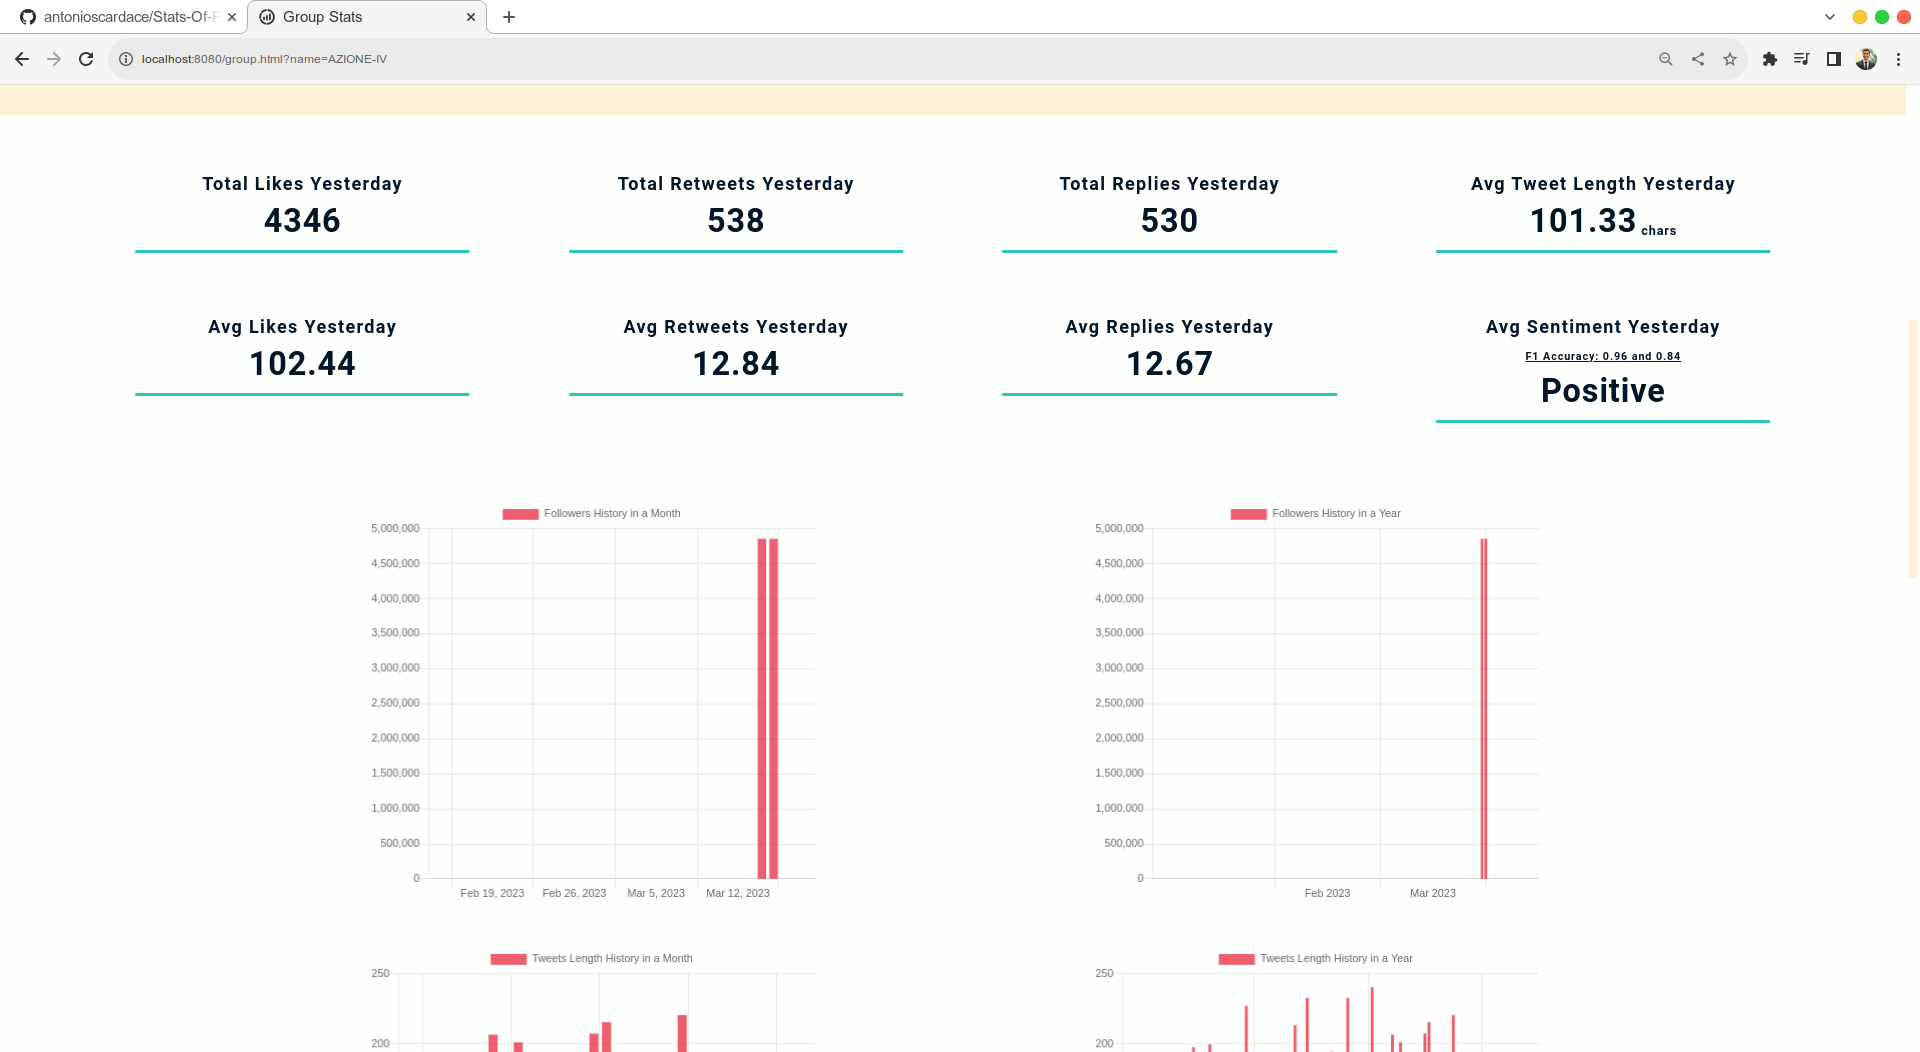 antonioscardace/Stats-Of-
Group Stats
localhost:8080/group.html?name=AZIONE-IV
Total Likes Yesterday
4346
Total Retweets Yesterday
538
Total Replies Yesterday
530
Avg Tweet Length Yesterday
101.33 chars
Avg Likes Yesterday
102.44
Avg Retweets Yesterday
12.84
Avg Replies Yesterday
12.67
Avg Sentiment Yesterday
F1 Accuracy: 0.96 and 0.84
Positive
Followers History in a Month
5,000,000
4,500,000
4,000,000
3,500,000
3,000,000
2,500,000
2,000,000
1,500,000
1,000,000
500,000
0
Feb 19, 2023 Feb 26, 2023 Mar 5, 2023 Mar 12, 2023
Followers History in a Year
5,000,000
4,500,000
4,000,000
3,500,000
3,000,000
2,500,000
2,000,000
1,500,000
1,000,000
500,000
0
Feb 2023 Mar 2023
Tweets Length History in a Month
250
200
Tweets Length History in a Year
250
200